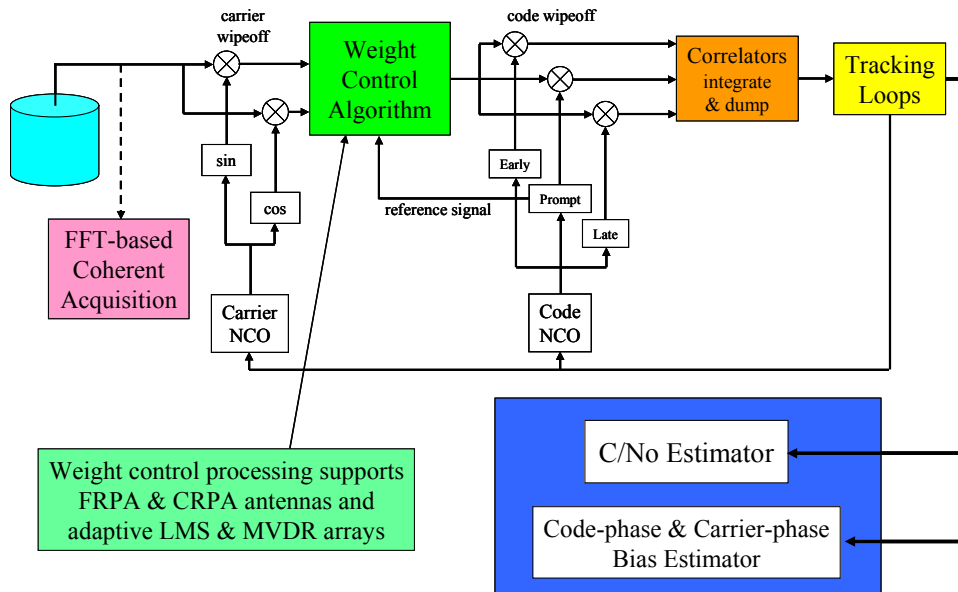 carrier
wipeoff
code wipeoff
Weight
Control
Algorithm
Correlators
integrate
& dump
Tracking
Loops
sin
cos
Early
Prompt
Late
reference signal
FFT-based
Coherent
Acquisition
Carrier
NCO
Code
NCO
Weight control processing supports
FRPA & CRPA antennas and
adaptive LMS & MVDR arrays
C/No Estimator
Code-phase & Carrier-phase
Bias Estimator